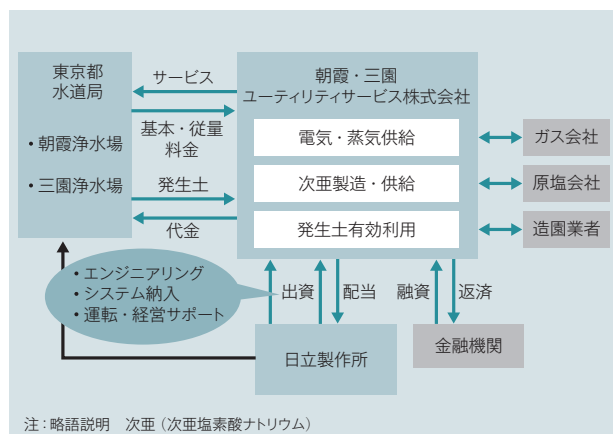 東京都
水道局
・朝霞浄水場
・三園浄水場
サービス
基本・従量
料金
発生土
代金
朝霞・三園
ユーティリティサービス株式会社
電気・蒸気供給
次亜製造・供給
発生土有効利用
ガス会社
原塩会社
造園業者
・エンジニアリング
・システム納入
・運転・経営サポート
出資
配当
融資
返済
日立製作所
金融機関
注：略語説明　次亜（次亜塩素酸ナトリウム）